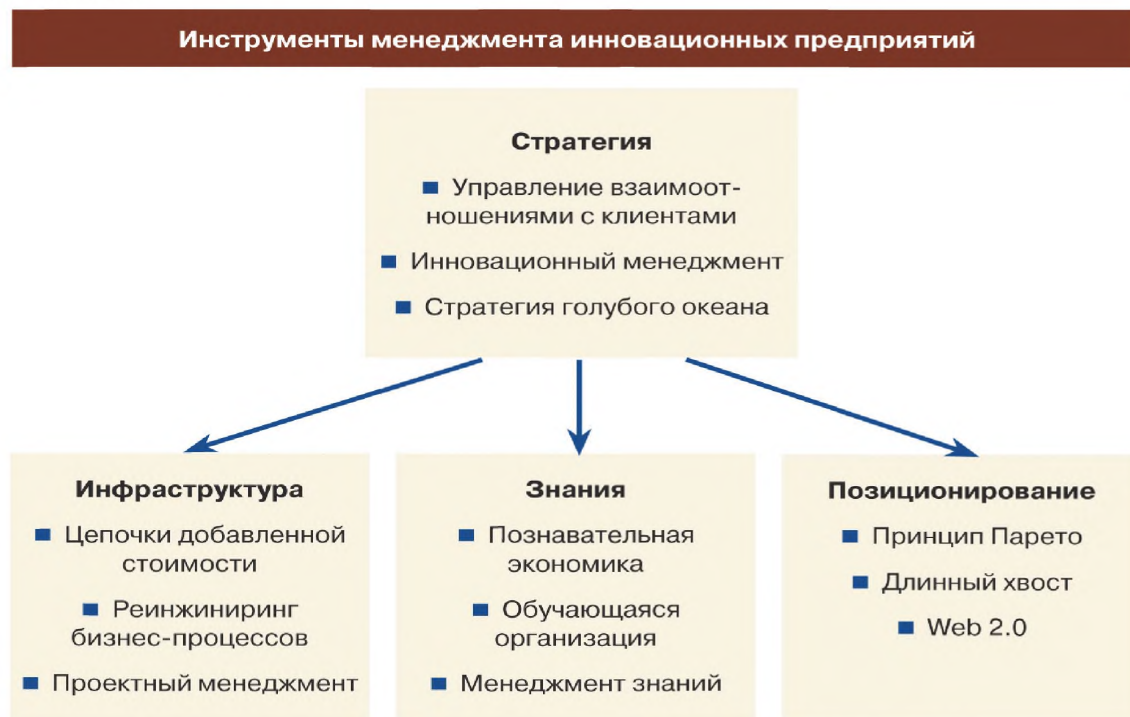 Инструменты менеджмента инновационных предприятий
Стратегия
Управление взаимоот-
ношениями с клиентами
Инновационный менеджмент
Стратегия голубого океана
Инфраструктура
Цепочки добавленной
стоимости
Реинжиниринг
бизнес-процессов
Проектный менеджмент
Знания
Познавательная
экономика
Обучающаяся
организация
Менеджмент знаний
Позиционирование
Принцип Парето
Длинный хвост
Web 2.0